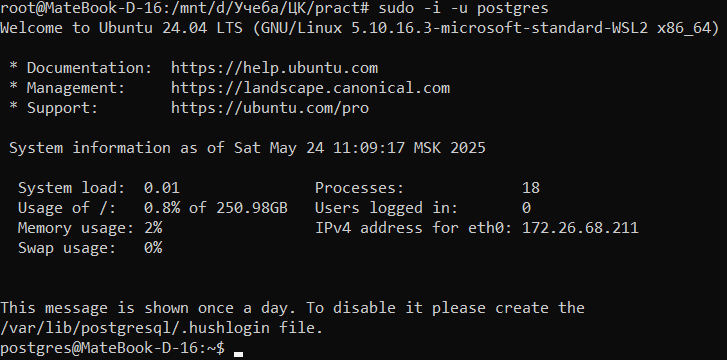 root@MateBook-D-16:/mnt/d/Учеба/ЦК/pract# sudo -i -u postgres
Welcome to Ubuntu 24.04 LTS (GNU/Linux 5.10.16.3-microsoft-standard-WSL2 x86_64)
* Documentation:  https://help.ubuntu.com
* Management:     https://landscape.canonical.com
* Support:        https://ubuntu.com/pro
System information as of Sat May 24 11:09:17 MSK 2025
System load:  0.01                Processes:             18
Usage of /:   0.8% of 250.98GB   Users logged in:       0
Memory usage: 2%                  IPv4 address for eth0: 172.26.68.211
Swap usage:   0%
This message is shown once a day. To disable it please create the
/var/lib/postgresql/.hushlogin file.
postgres@MateBook-D-16:~$